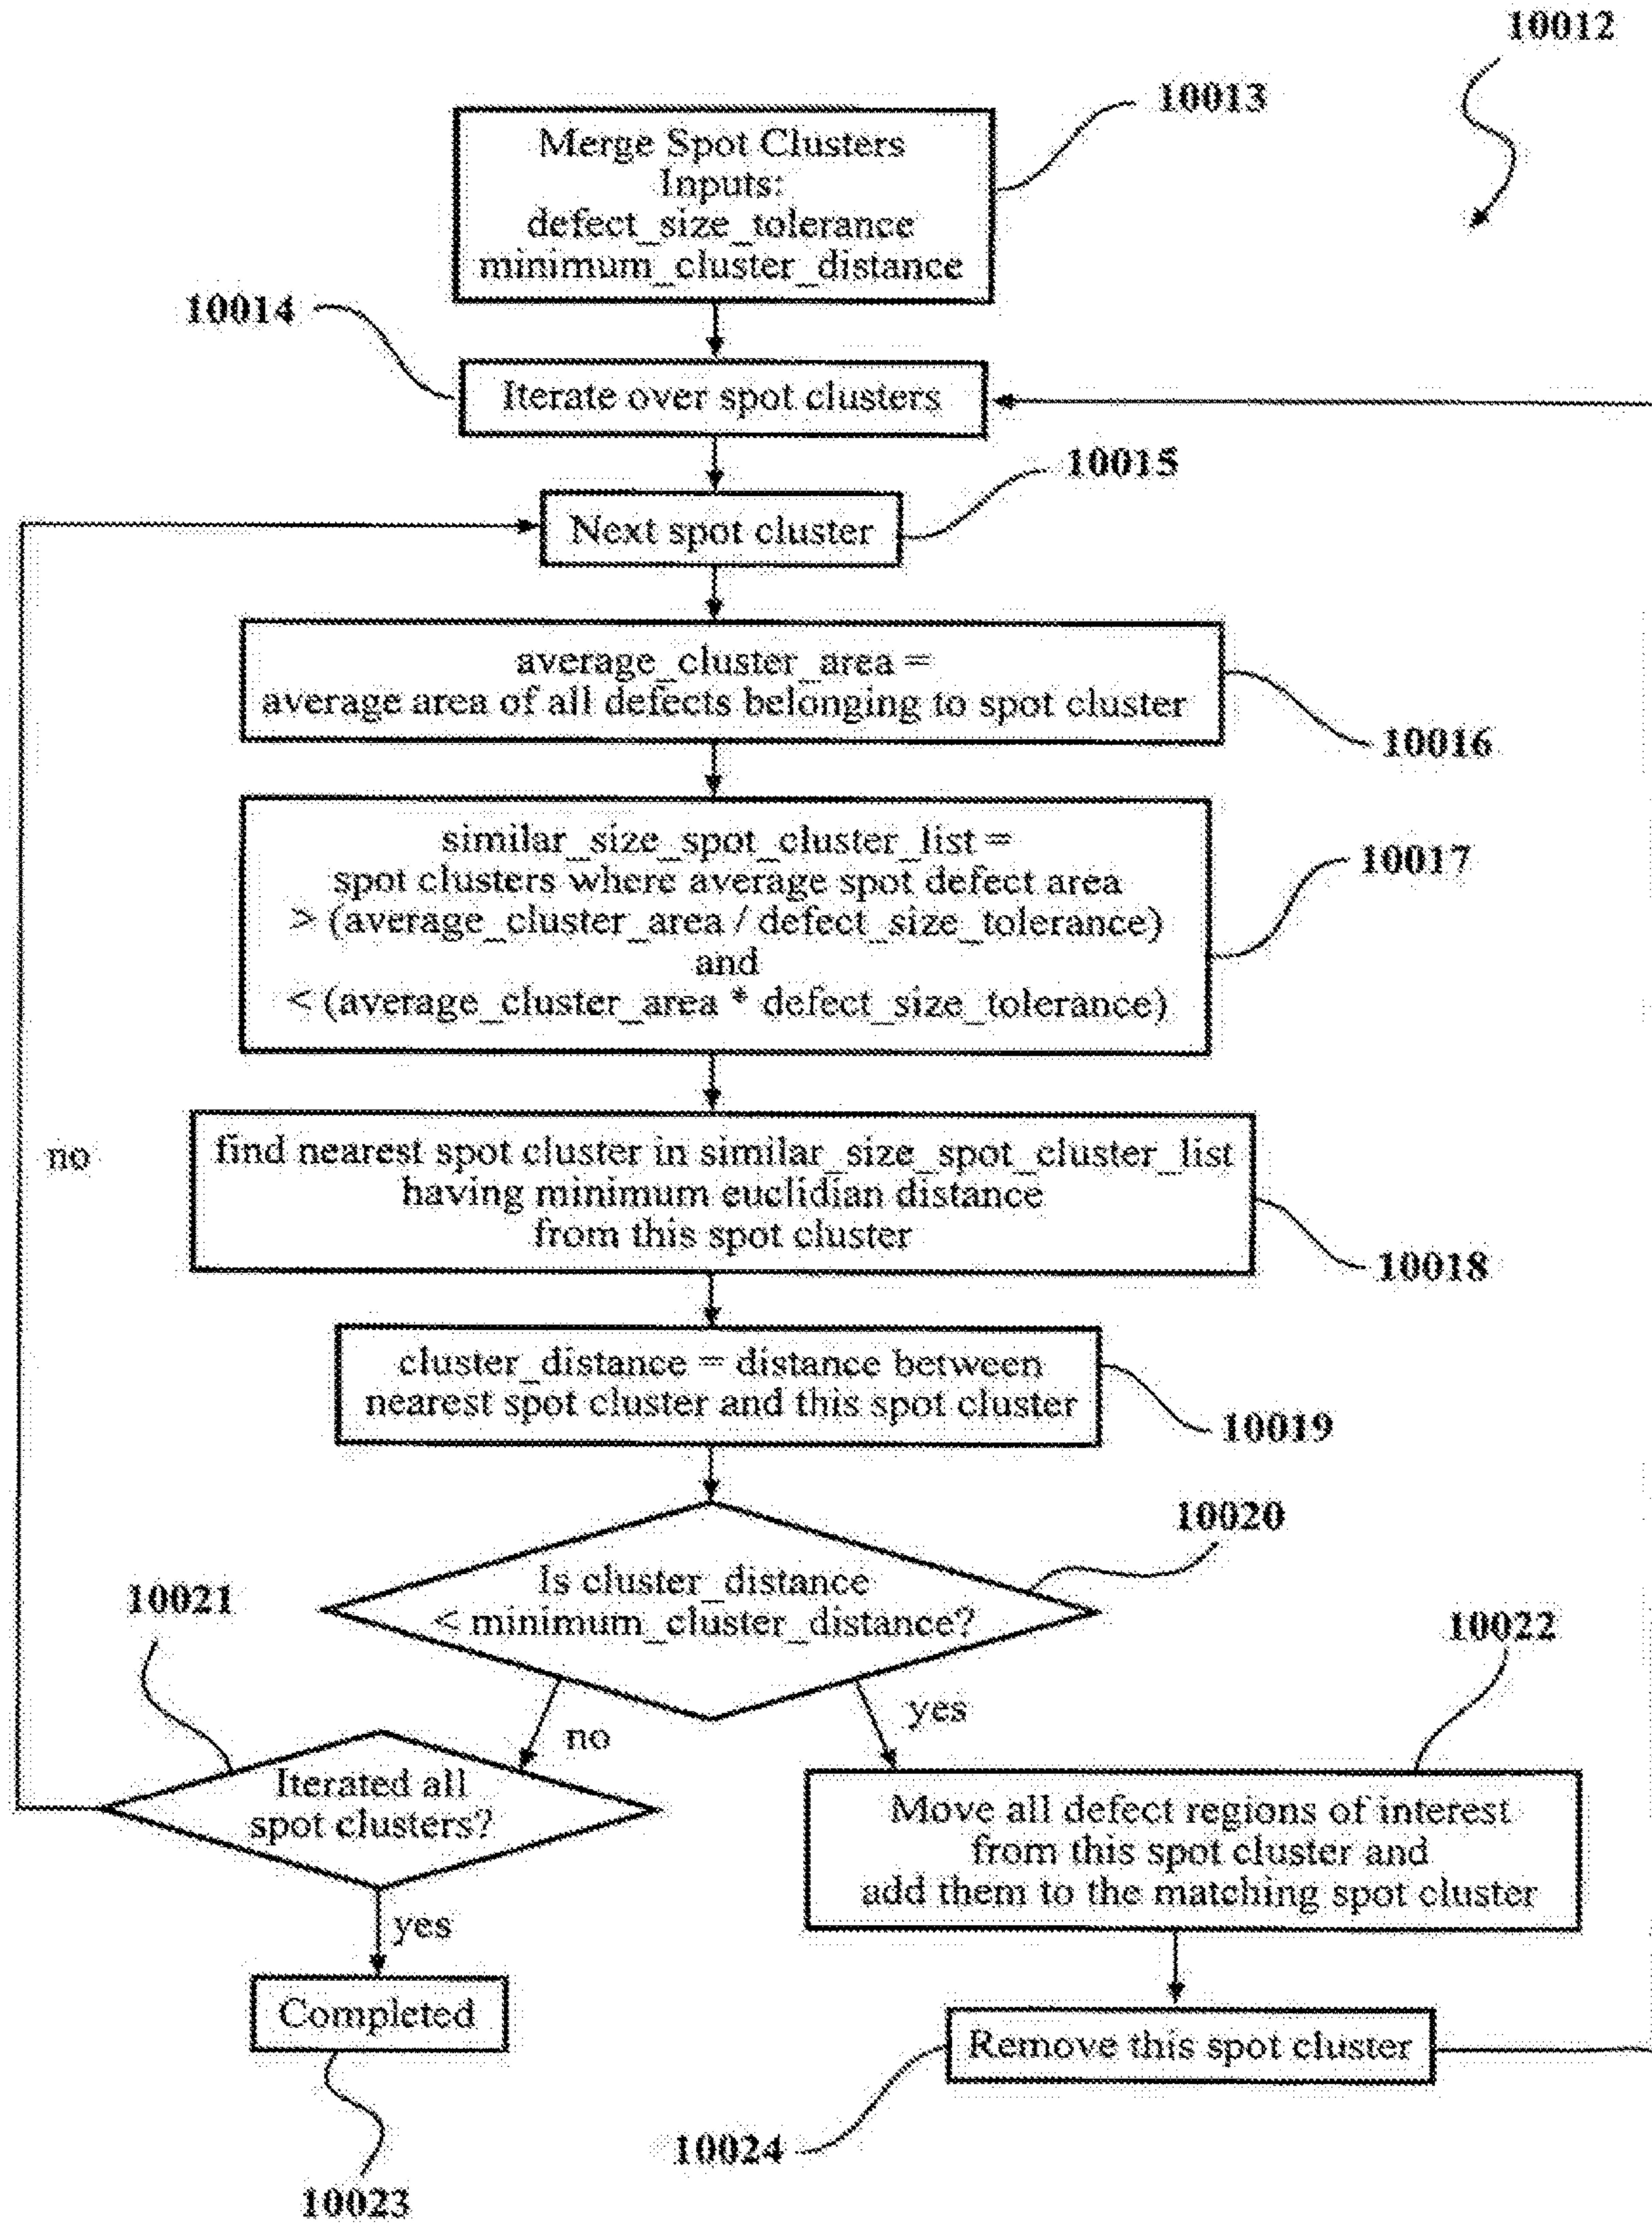 10012
10013
Merge Spot Clusters
Inputs:
defect_size_tolerance
minimum_cluster_distance
10014
Iterate over spot clusters
10015
Next spot cluster
average_cluster_area =
average area of all defects belonging to spot cluster
10016
similar_size_spot_cluster_list =
spot clusters where average spot defect area
> (average_cluster_area / defect_size_tolerance)
and
< (average_cluster_area * defect_size_tolerance)
10017
no
find nearest spot cluster in similar_size_spot_cluster_list
having minimum euclidian distance
from this spot cluster
10018
cluster_distance = distance between
nearest spot cluster and this spot cluster
10019
10020
Is cluster_distance
< minimum_cluster_distance?
10021
10022
yes
no
Iterated all
spot clusters?
Move all defect regions of interest
from this spot cluster and
add them to the matching spot cluster
yes
Completed
Remove this spot cluster
10024
10023